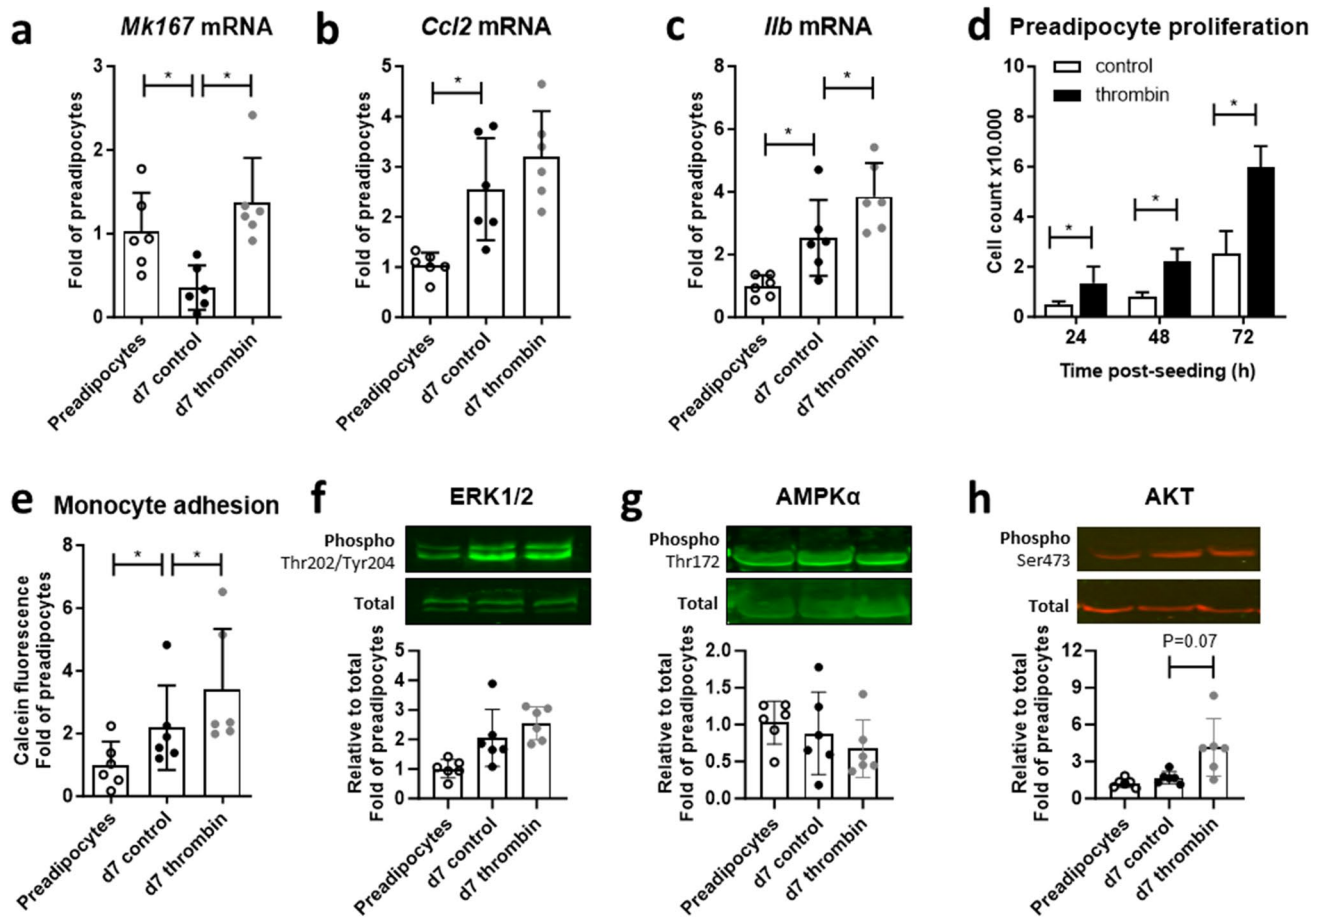 a
Mk167 mRNA
Fold of preadipocytes
3
2
1
0
*
*
Preadipocytes
d7 control
d7 thrombin
b
Ccl2 mRNA
Fold of preadipocytes
5
4
3
2
1
0
*
Preadipocytes
d7 control
d7 thrombin
c
Ilb mRNA
Fold of preadipocytes
8
6
4
2
0
*
*
Preadipocytes
d7 control
d7 thrombin
d
Preadipocyte proliferation
control
thrombin
Cell count x10.000
10
8
6
4
2
0
*
*
*
24
48
72
Time post-seeding (h)
e
Monocyte adhesion
Calcein fluorescence
Fold of preadipocytes
8
6
4
2
0
*
*
Preadipocytes
d7 control
d7 thrombin
f
ERK1/2
Phospho
Thr202/Tyr204
Total
Relative to total
Fold of preadipocytes
5
4
3
2
1
0
Preadipocytes
d7 control
d7 thrombin
g
AMPKα
Phospho
Thr172
Total
Relative to total
Fold of preadipocytes
2.0
1.5
1.0
0.5
0.0
Preadipocytes
d7 control
d7 thrombin
h
AKT
Phospho
Ser473
Total
P=0.07
Relative to total
Fold of preadipocytes
12
9
6
3
0
Preadipocytes
d7 control
d7 thrombin